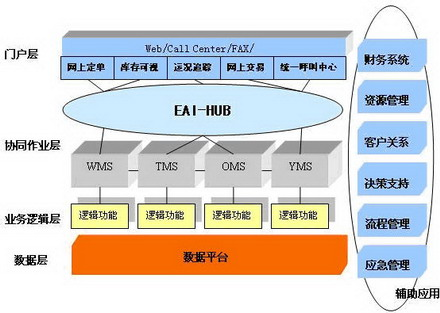 门户层
Web/Call Center/FAX/
网上定单 库存可视 运况追踪 网上交易 统一呼叫中心
EAI-HUB
协同作业层
WMS TMS OMS YMS
业务逻辑层
逻辑功能 逻辑功能 逻辑功能 逻辑功能
数据层
数据平台
财务系统
资源管理
客户关系
决策支持
流程管理
应急管理
辅助应用